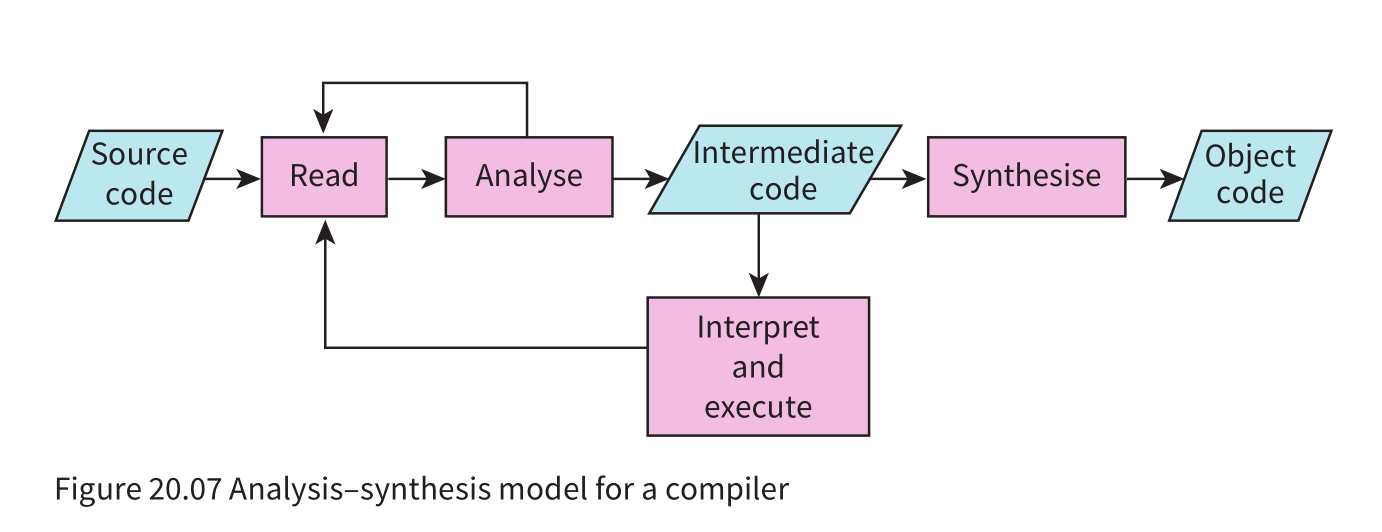 Source
code
Read
Analyse
Intermediate
code
Synthesise
Object
code
Interpret
and
execute
Figure 20.07 Analysis–synthesis model for a compiler